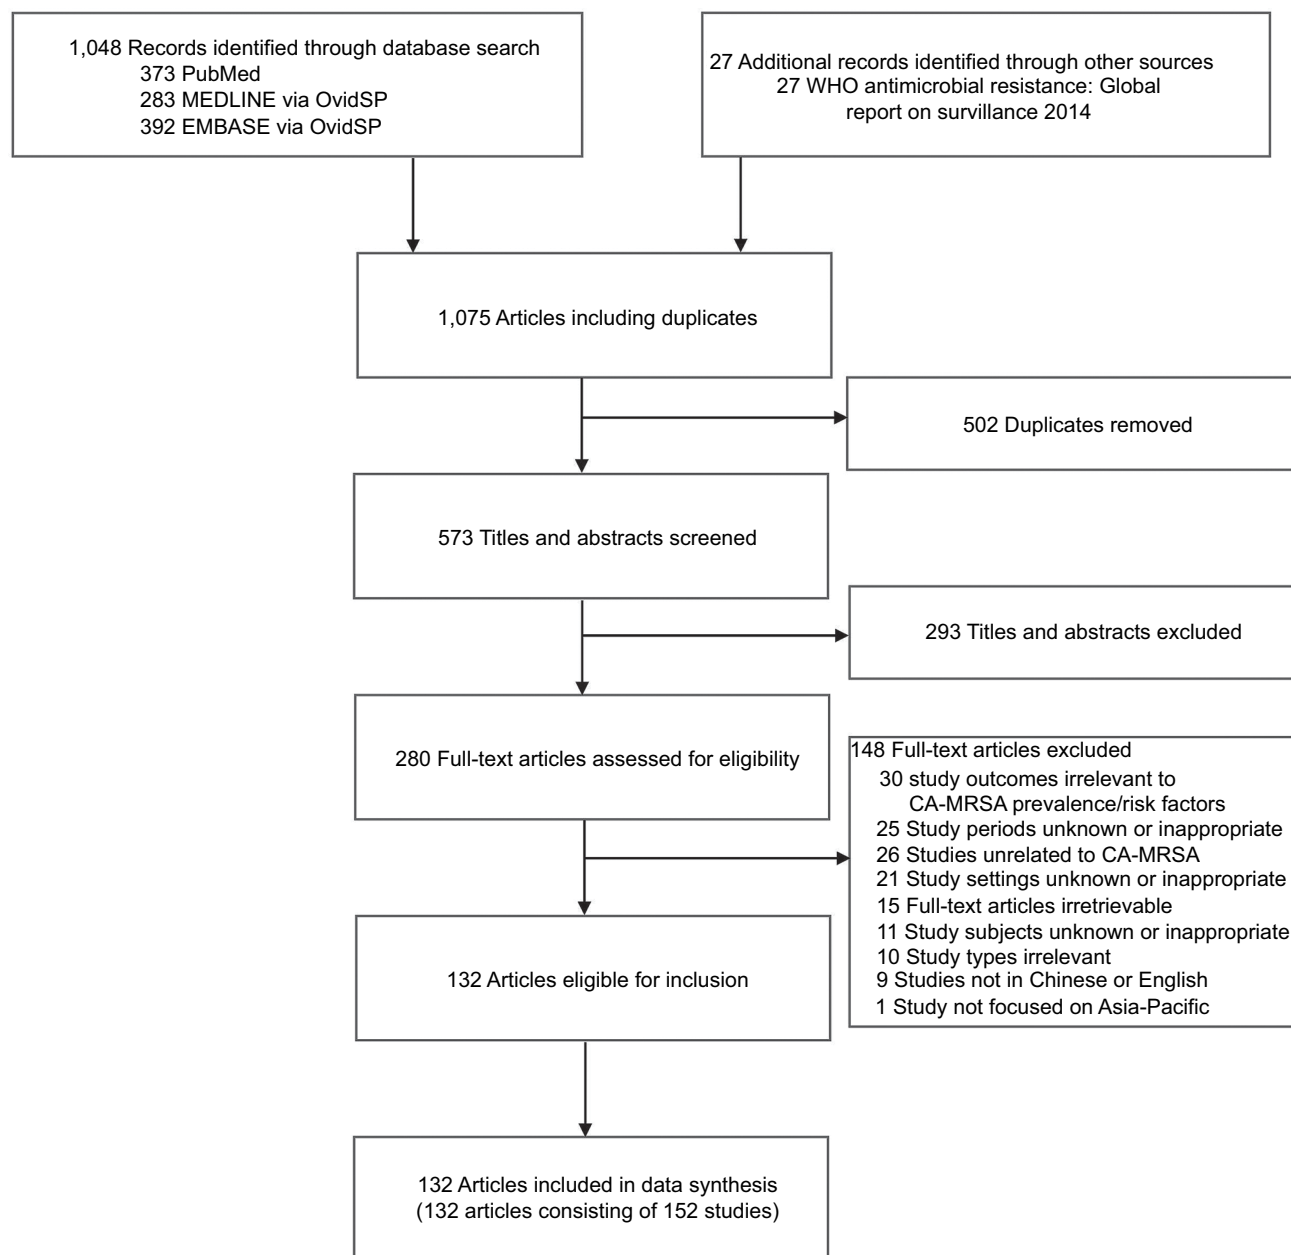 1,048 Records identified through database search
373 PubMed
283 MEDLINE via OvidSP
392 EMBASE via OvidSP
27 Additional records identified through other sources
27 WHO antimicrobial resistance: Global
report on survillance 2014
1,075 Articles including duplicates
502 Duplicates removed
573 Titles and abstracts screened
293 Titles and abstracts excluded
280 Full-text articles assessed for eligibility
148 Full-text articles excluded
30 study outcomes irrelevant to
CA-MRSA prevalence/risk factors
25 Study periods unknown or inappropriate
26 Studies unrelated to CA-MRSA
21 Study settings unknown or inappropriate
15 Full-text articles irretrievable
11 Study subjects unknown or inappropriate
10 Study types irrelevant
9 Studies not in Chinese or English
1 Study not focused on Asia-Pacific
132 Articles eligible for inclusion
132 Articles included in data synthesis
(132 articles consisting of 152 studies)